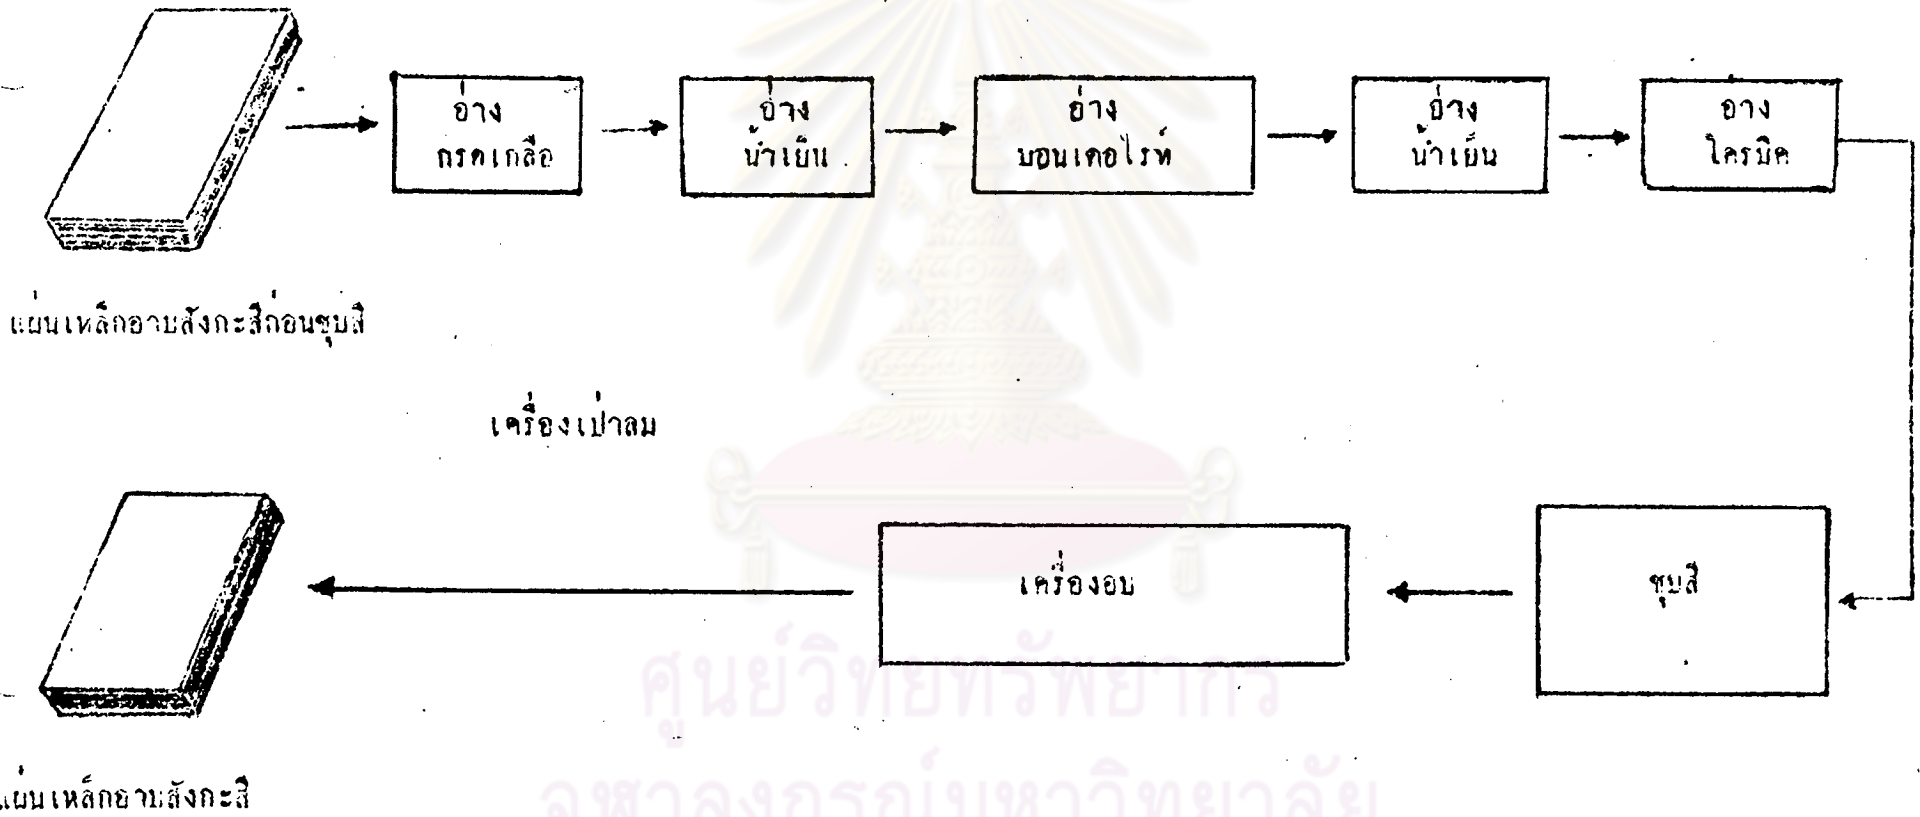 อ่าง
กรดเกลือ
อ่าง
น้ำเย็น
อ่าง
บอนเดอไรท์
อ่าง
น้ำเย็น
อาง
โครมิค
แผ่นเหล็กอาบสังกะสีก่อนชุบสี
เครื่องเป่าลม
เครื่องอบ
ชุบสี
แผ่นเหล็กอาบสังกะสี
ศูนย์วิทยทรัพยากร
จุฬาลงกรณ์มหาวิทยาลัย